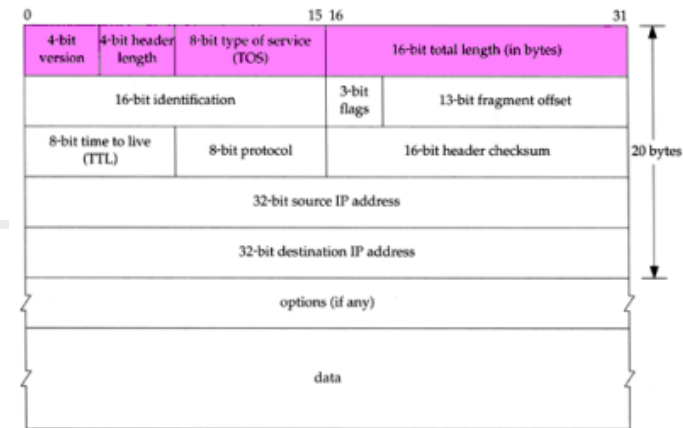 0 15 16 31
4-bit version 4-bit header length 8-bit type of service (TOS) 16-bit total length (in bytes)
16-bit identification 3-bit flags 13-bit fragment offset
8-bit time to live (TTL) 8-bit protocol 16-bit header checksum 20 bytes
32-bit source IP address
32-bit destination IP address
options (if any)
data